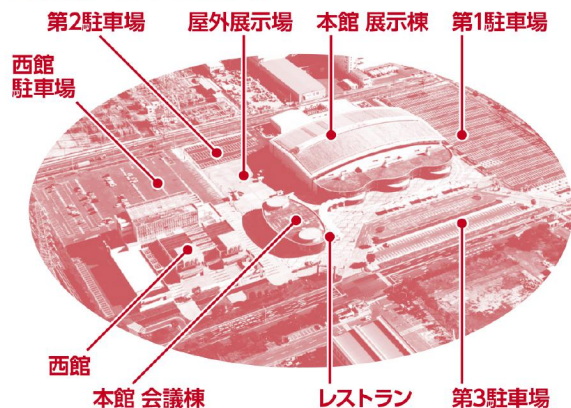 第2駐車場
屋外展示場
本館 展示棟
第1駐車場
西館
駐車場
西館
本館 会議棟
レストラン
第3駐車場